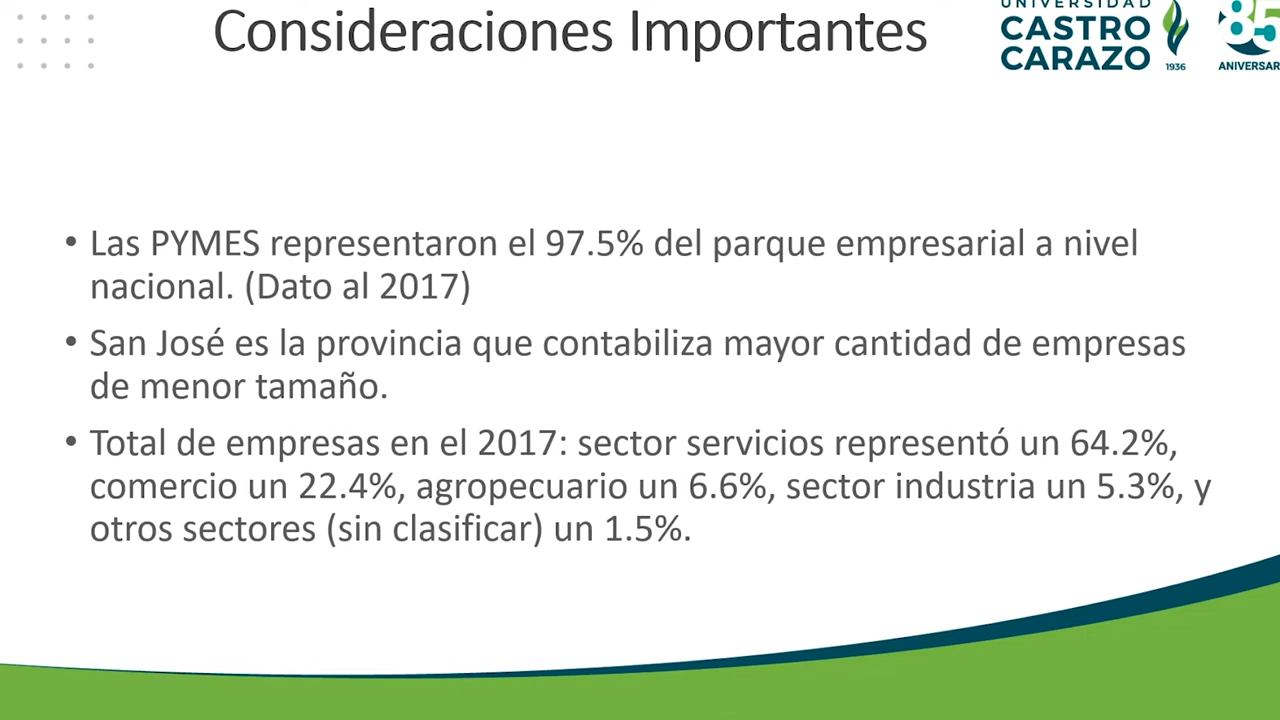 Consideraciones Importantes
UNIVERSIDAD
CASTRO
CARAZO
1936
85
ANIVERSAR
• Las PYMES representaron el 97.5% del parque empresarial a nivel
nacional. (Dato al 2017)
• San José es la provincia que contabiliza mayor cantidad de empresas
de menor tamaño.
• Total de empresas en el 2017: sector servicios representó un 64.2%,
comercio un 22.4%, agropecuario un 6.6%, sector industria un 5.3%, y
otros sectores (sin clasificar) un 1.5%.